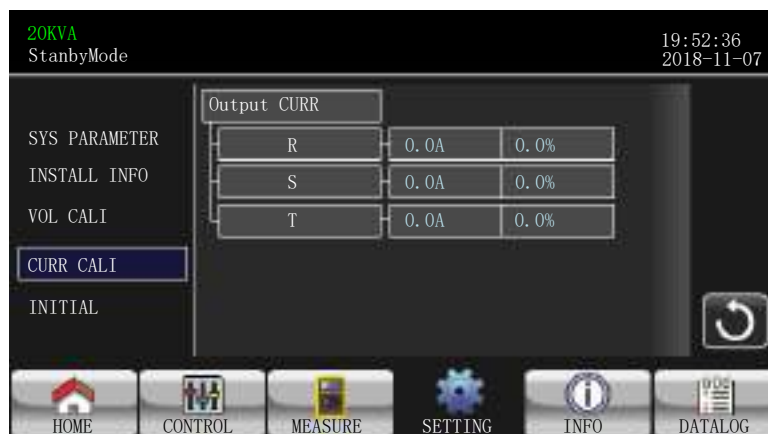 20KVA
StanbyMode
19:52:36
2018-11-07
Output CURR
R 0.0A 0.0%
S 0.0A 0.0%
T 0.0A 0.0%
SYS PARAMETER
INSTALL INFO
VOL CALI
CURR CALI
INITIAL
HOME CONTROL MEASURE SETTING INFO DATALOG